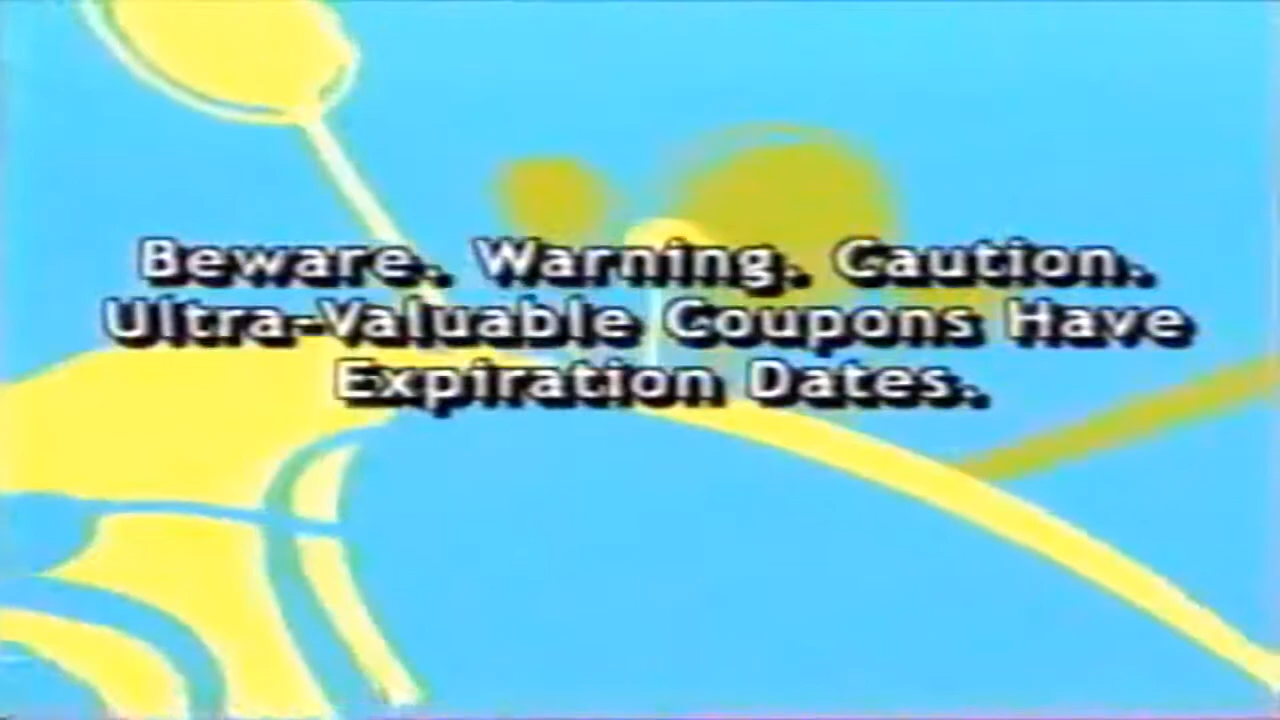 Beware. Warning. Caution.
Ultra-Valuable Coupons Have
Expiration Dates.